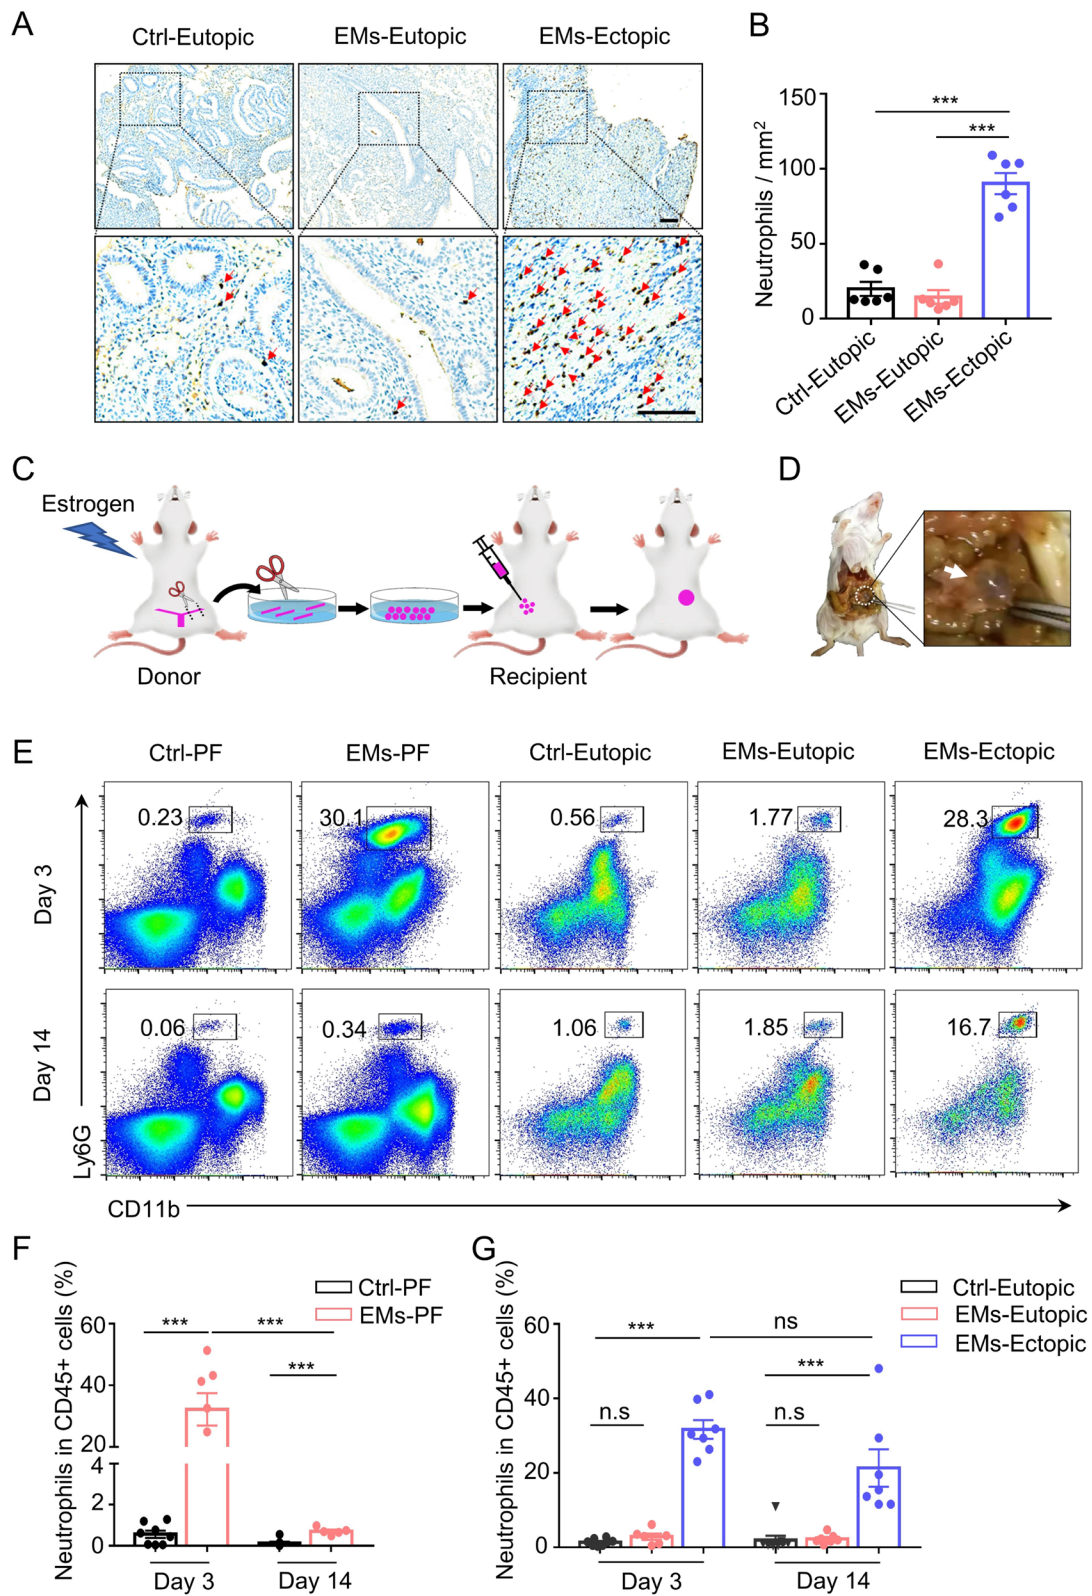 A
Ctrl-Eutopic
EMs-Eutopic
EMs-Ectopic
B
Neutrophils / mm²
150
100
50
0
***
***
Ctrl-Eutopic
EMs-Eutopic
EMs-Ectopic
C
Estrogen
Donor
Recipient
D
E
Ctrl-PF
EMs-PF
Ctrl-Eutopic
EMs-Eutopic
EMs-Ectopic
Day 3
0.23
30.1
0.56
1.77
28.3
Day 14
0.06
0.34
1.06
1.85
16.7
Ly6G
CD11b
F
Neutrophils in CD45+ cells (%)
Ctrl-PF
EMs-PF
60
40
20
4
2
0
***
***
***
Day 3
Day 14
G
Neutrophils in CD45+ cells (%)
Ctrl-Eutopic
EMs-Eutopic
EMs-Ectopic
60
40
20
0
***
ns
***
n.s
n.s
Day 3
Day 14